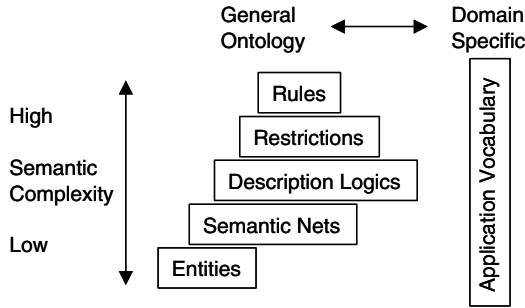 General
Ontology
Domain
Specific
High
Semantic
Complexity
Low
Rules
Restrictions
Description Logics
Semantic Nets
Entities
Application Vocabulary